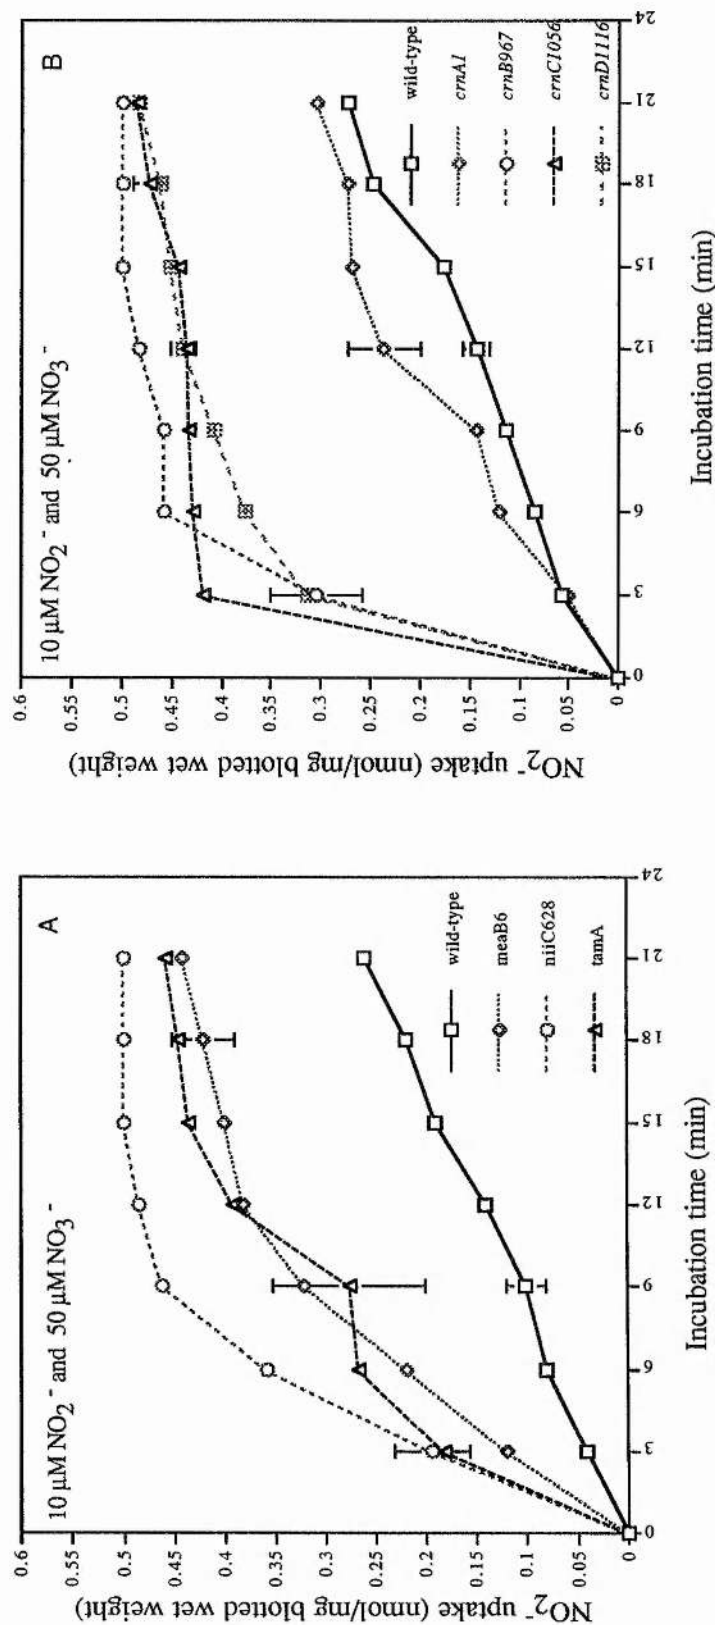 A
10 µM NO2⁻ and 50 µM NO3⁻
NO2⁻ uptake (nmol/mg blotted wet weight)
0.6
0.55
0.5
0.45
0.4
0.35
0.3
0.25
0.2
0.15
0.1
0.05
0
0
3
6
9
12
15
18
21
24
Incubation time (min)
wild-type
meaB6
niiC628
tamA
B
10 µM NO2⁻ and 50 µM NO3⁻
NO2⁻ uptake (nmol/mg blotted wet weight)
0.6
0.55
0.5
0.45
0.4
0.35
0.3
0.25
0.2
0.15
0.1
0.05
0
0
3
6
9
12
15
18
21
24
Incubation time (min)
wild-type
crnA1
crnB967
crnC1056
crnD1116